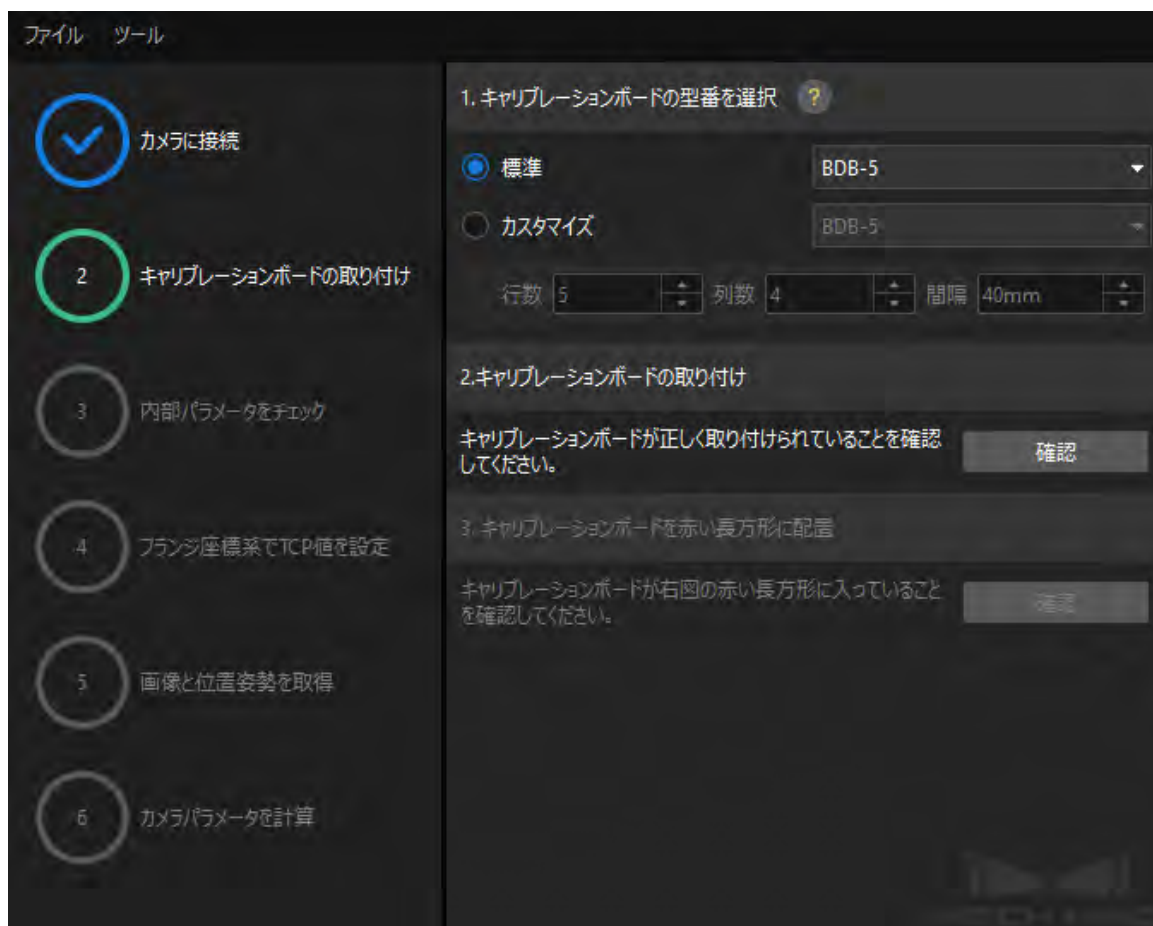 ファイル ツール
カメラに接続
2
キャリブレーションボードの取り付け
3
内部パラメータをチェック
4
フランジ座標系でTCP値を設定
5
画像と位置姿勢を取得
6
カメラパラメータを計算
1. キャリブレーションボードの型番を選択 ?
標準 BDB-5
カスタマイズ BDB-5
行数 5 列数 4 間隔 40mm
2.キャリブレーションボードの取り付け
キャリブレーションボードが正しく取り付けられていることを確認
してください。
確認
3. キャリブレーションボードを赤い長方形に配置
キャリブレーションボードが右図の赤い長方形に入っていること
を確認してください。
確認